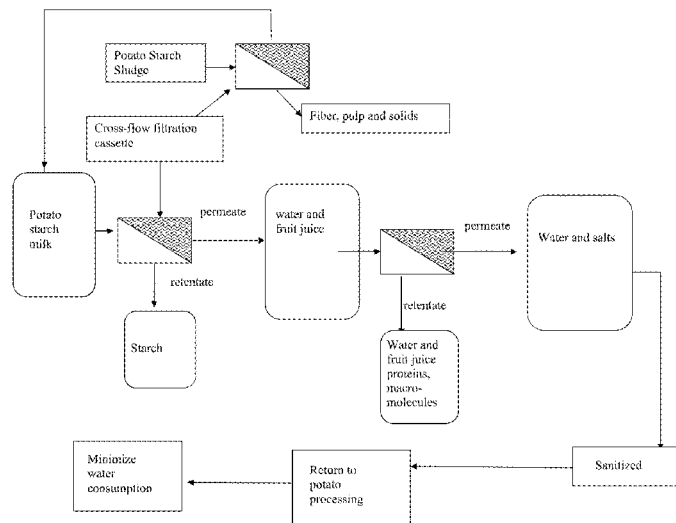 Potato Starch
Sludge
Fiber, pulp and solids
Cross-flow filtration
cassette
Potato
starch
milk
permeate
retentate
Starch
water and
fruit juice
permeate
retentate
Water and
fruit juice
proteins,
macro-
molecules
Water and salts
Sanitized
Return to
potato
processing
Minimize
water
consumption